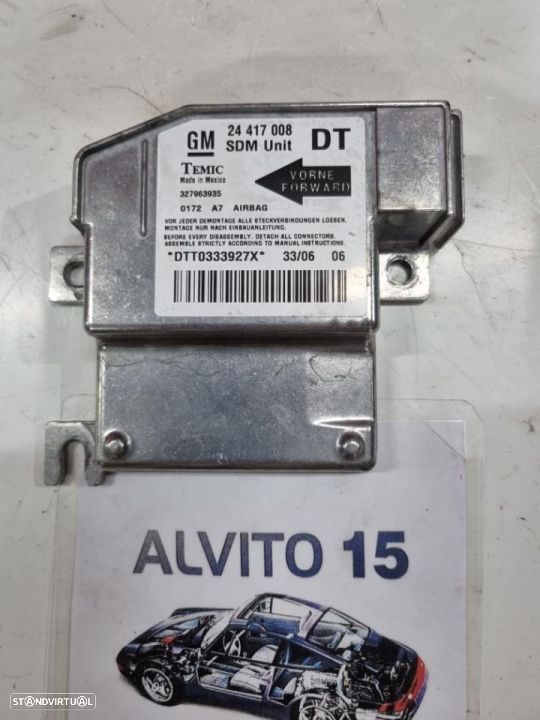 GM
24 417 008
SDM Unit
DT
TEMIC
Made in Mexico
327963935
VORNE
FORWARD
0172 A7 AIRBAG
VOR JEDER DEMONTAGE ALLE STECKVERBINDUNGEN LOESEN,
MONTAGE NUR NACH EINBAUANLEITUNG.
BEFORE EVERY DISASSEMBLY, DETACH ALL CONNECTORS.
ASSEMBLE STRICTLY ACCORDING TO MANUAL INSTRUCTIONS.
*DTT0333927X* 33/06 06
ALVITO 15
STANDVIRTUAL